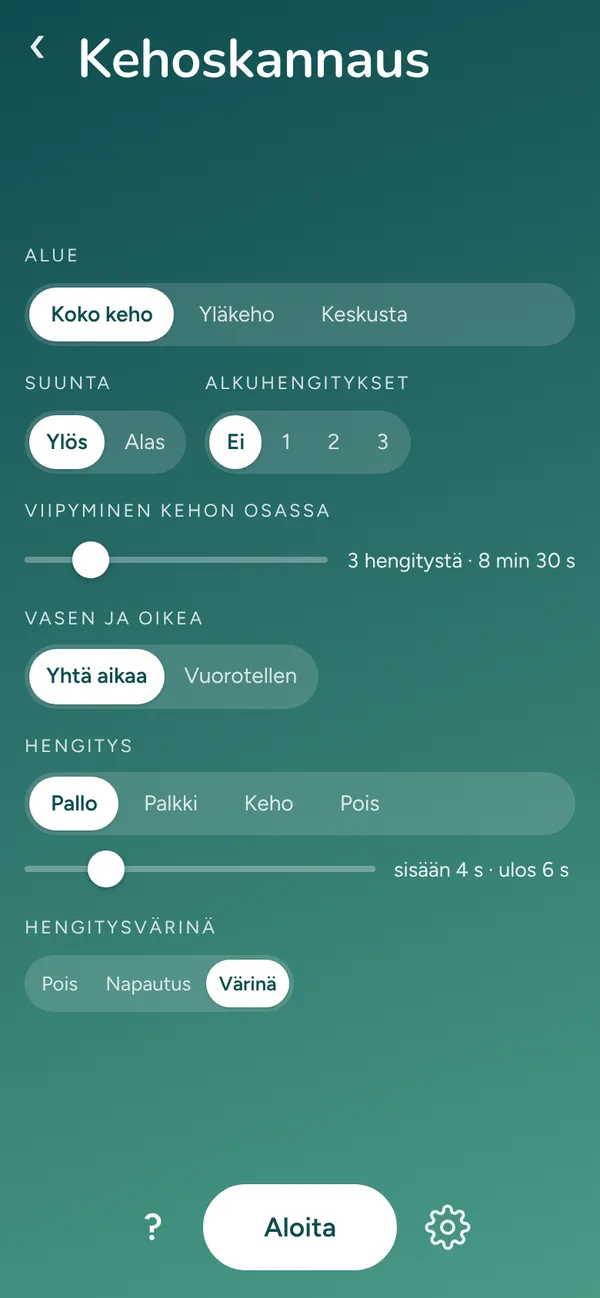 Kehoskannaus
ALUE
Koko keho Yläkeho Keskusta
SUUNTA ALKUHENGITYKSET
Ylös Alas Ei 1 2 3
VIIPYMINEN KEHON OSASSA
3 hengitystä · 8 min 30 s
VASEN JA OIKEA
Yhtä aikaa Vuorotellen
HENGITYS
Pallo Palkki Keho Pois
sisään 4 s · ulos 6 s
HENGITYSVÄRINÄ
Pois Napautus Värinä
? Aloita